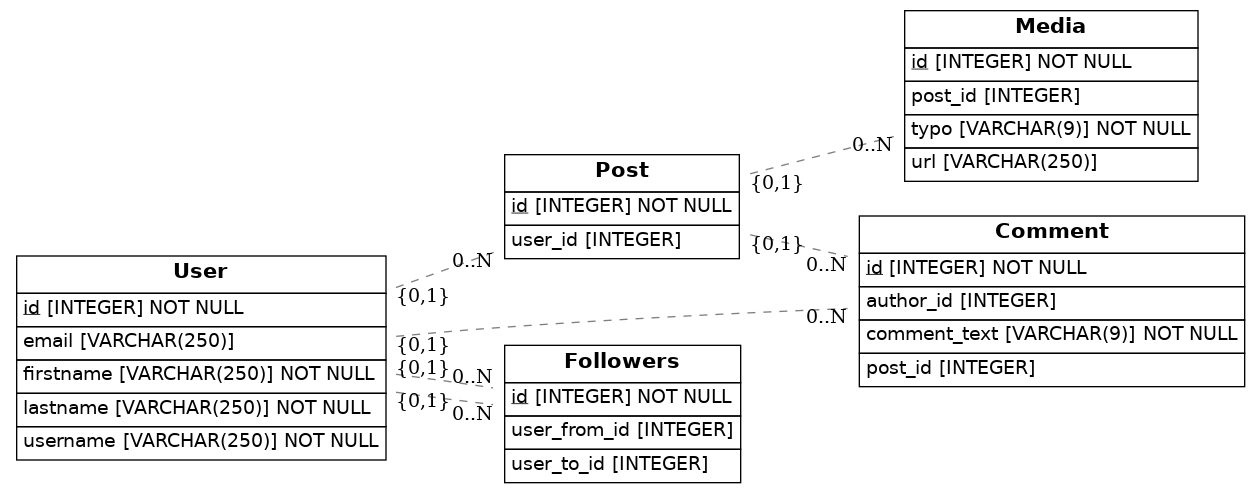 Media
id [INTEGER] NOT NULL
post_id [INTEGER]
typo [VARCHAR(9)] NOT NULL
url [VARCHAR(250)]
0..N
{0,1}
Post
id [INTEGER] NOT NULL
user_id [INTEGER]
{0,1}
0..N
Comment
id [INTEGER] NOT NULL
author_id [INTEGER]
comment_text [VARCHAR(9)] NOT NULL
post_id [INTEGER]
0..N
{0,1}
User
id [INTEGER] NOT NULL
email [VARCHAR(250)]
firstname [VARCHAR(250)] NOT NULL
lastname [VARCHAR(250)] NOT NULL
username [VARCHAR(250)] NOT NULL
0..N
{0,1}
{0,1}
0..N
{0,1}
0..N
Followers
id [INTEGER] NOT NULL
user_from_id [INTEGER]
user_to_id [INTEGER]